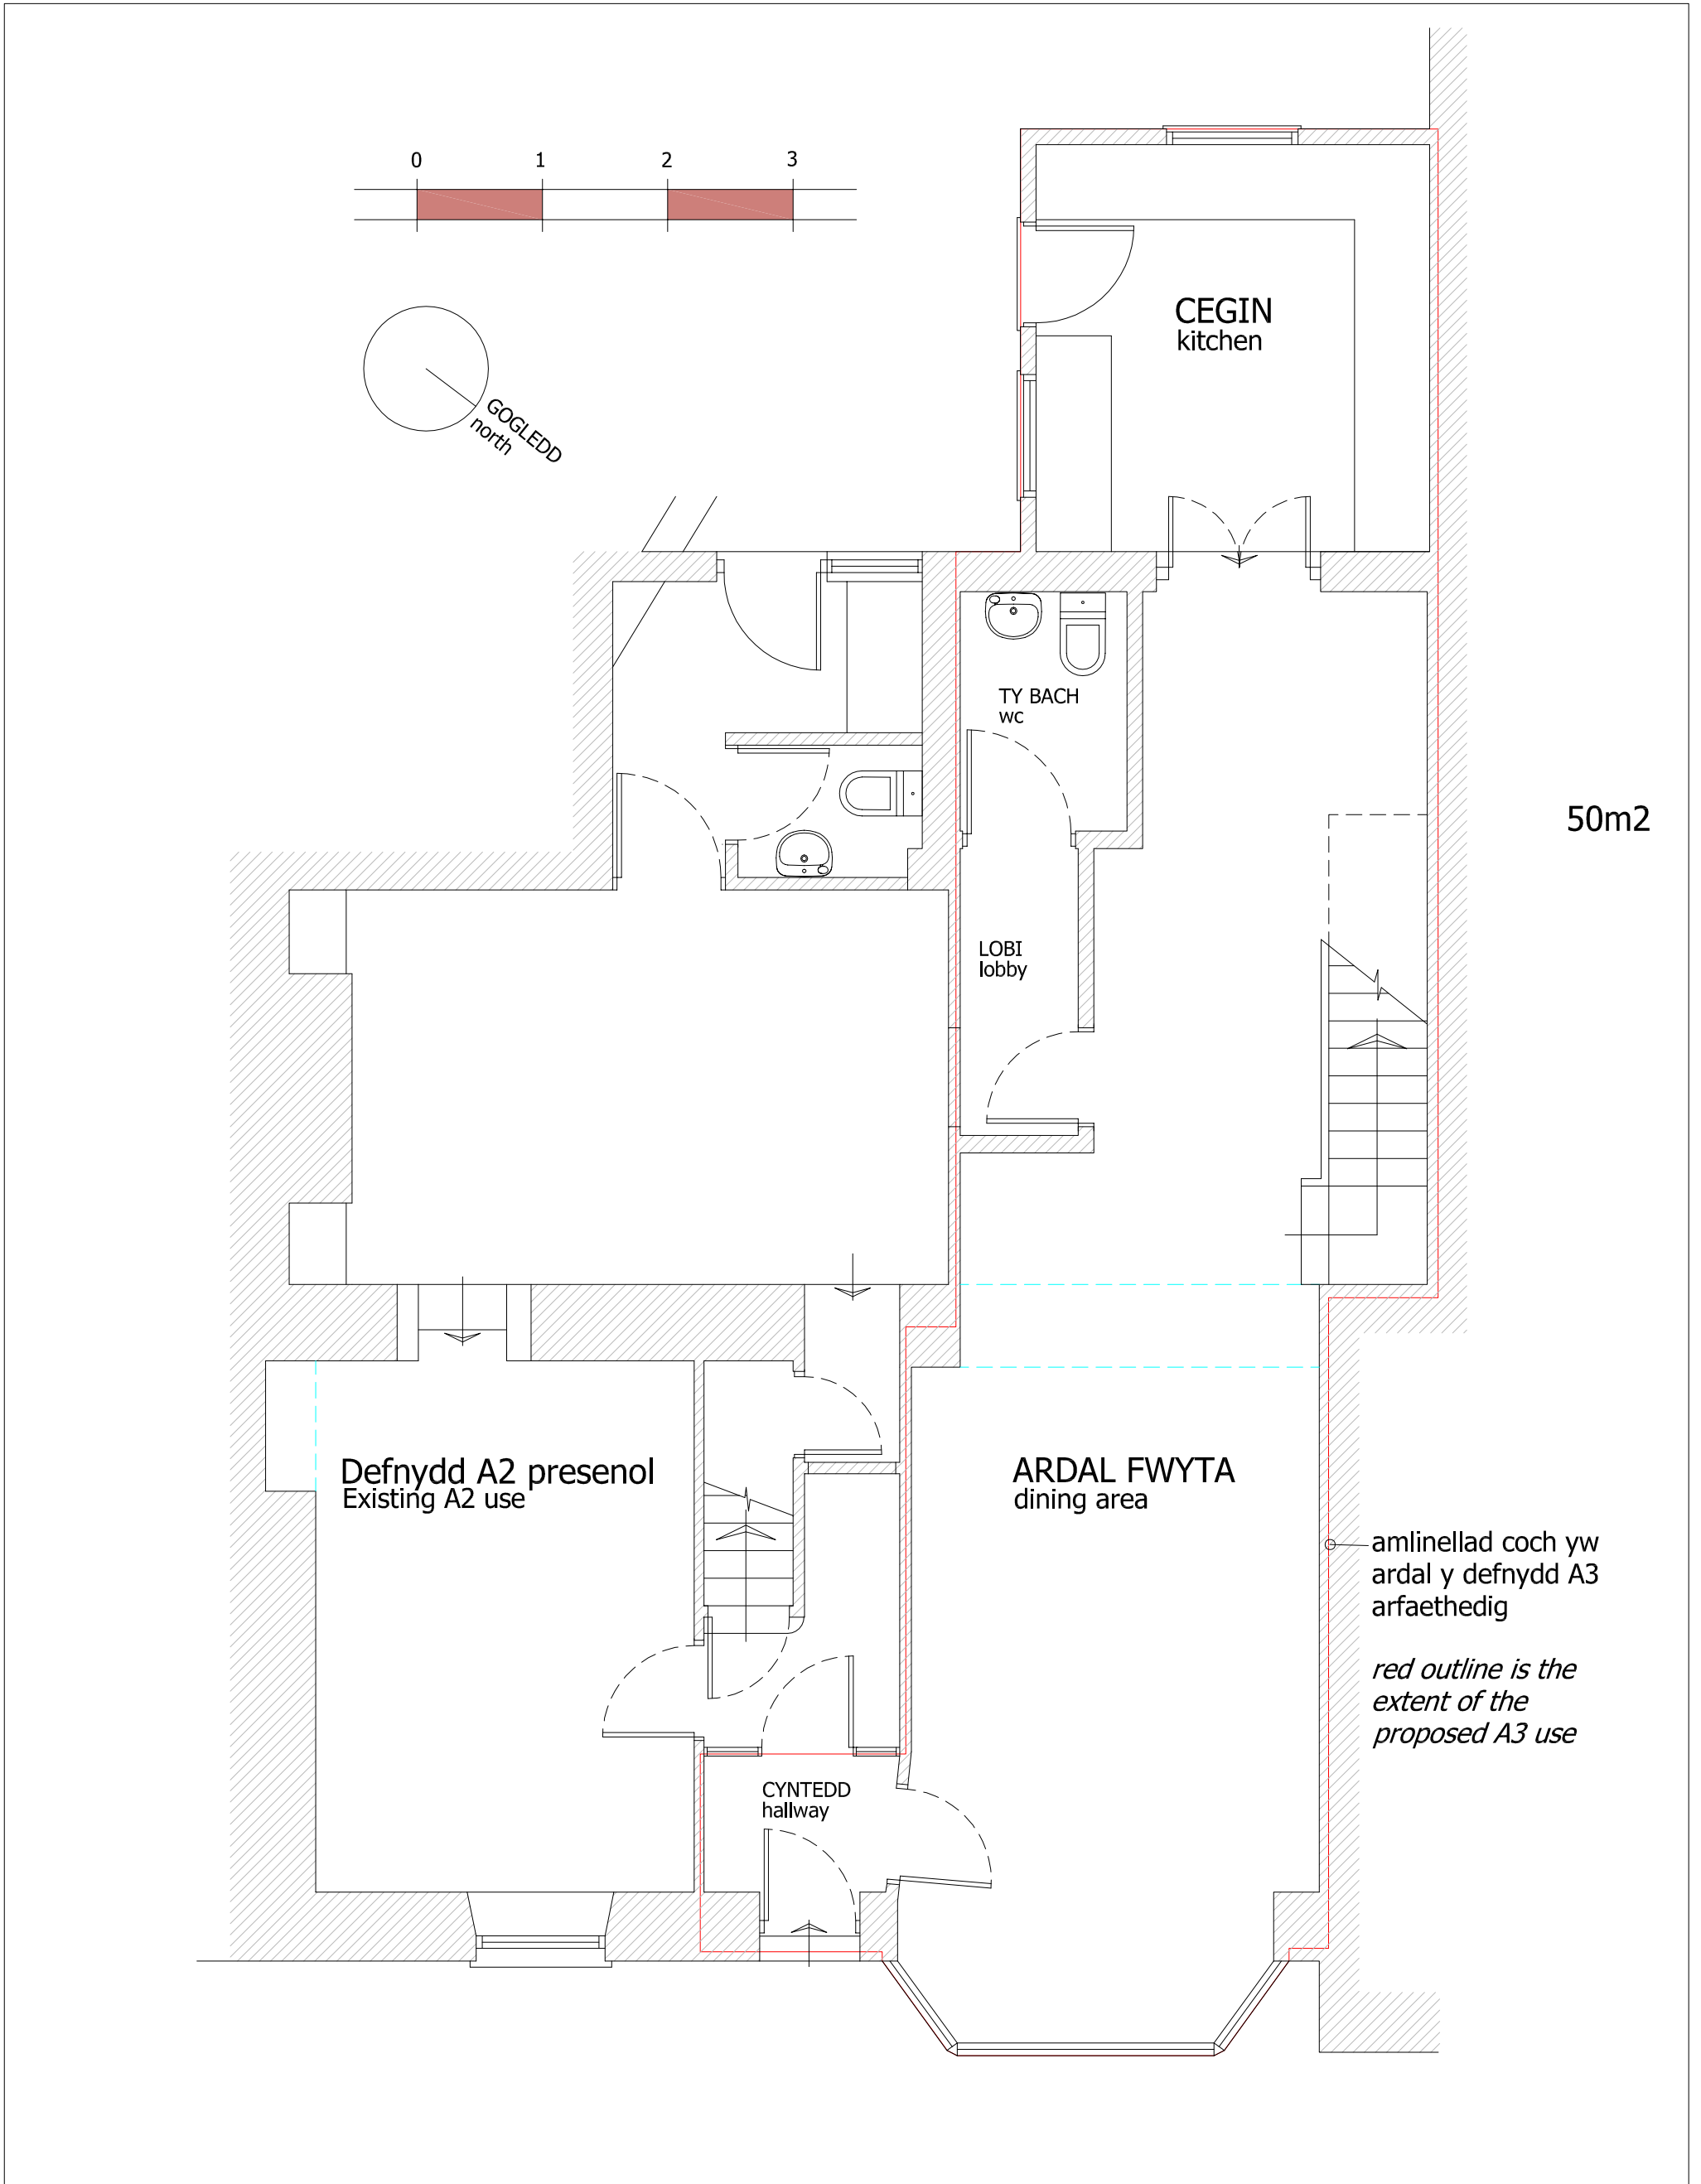 0 1 2 3
GOGLEDD
north
CEGIN
kitchen
TY BACH
wc
50m2
LOBI
lobby
Defnydd A2 presenol
Existing A2 use
ARDAL FWYTA
dining area
amlinellad coch yw
ardal y defnydd A3
arfaethedig
red outline is the
extent of the
proposed A3 use
CYNTEDD
hallway